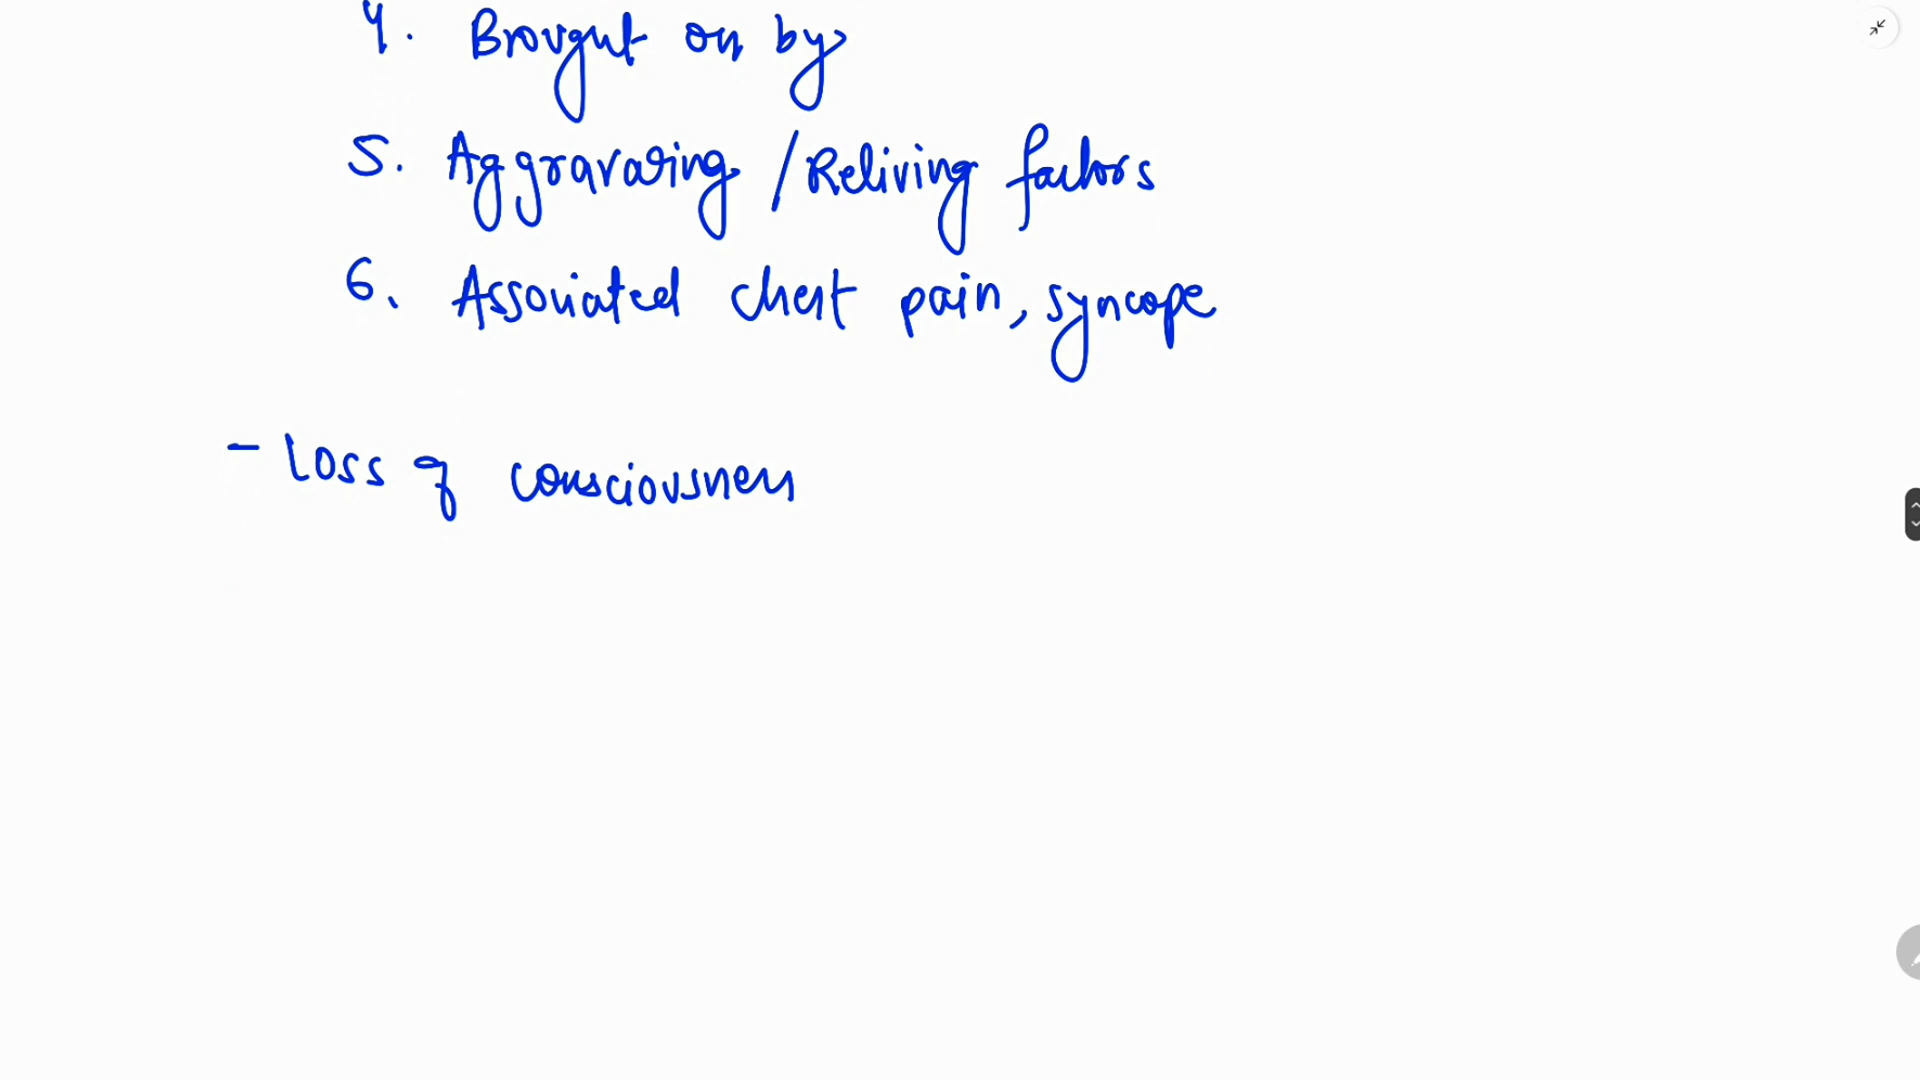 4. Brought on by
5. Aggravating / Reliving factors
6. Associated chest pain, syncope
- Loss of consciousness